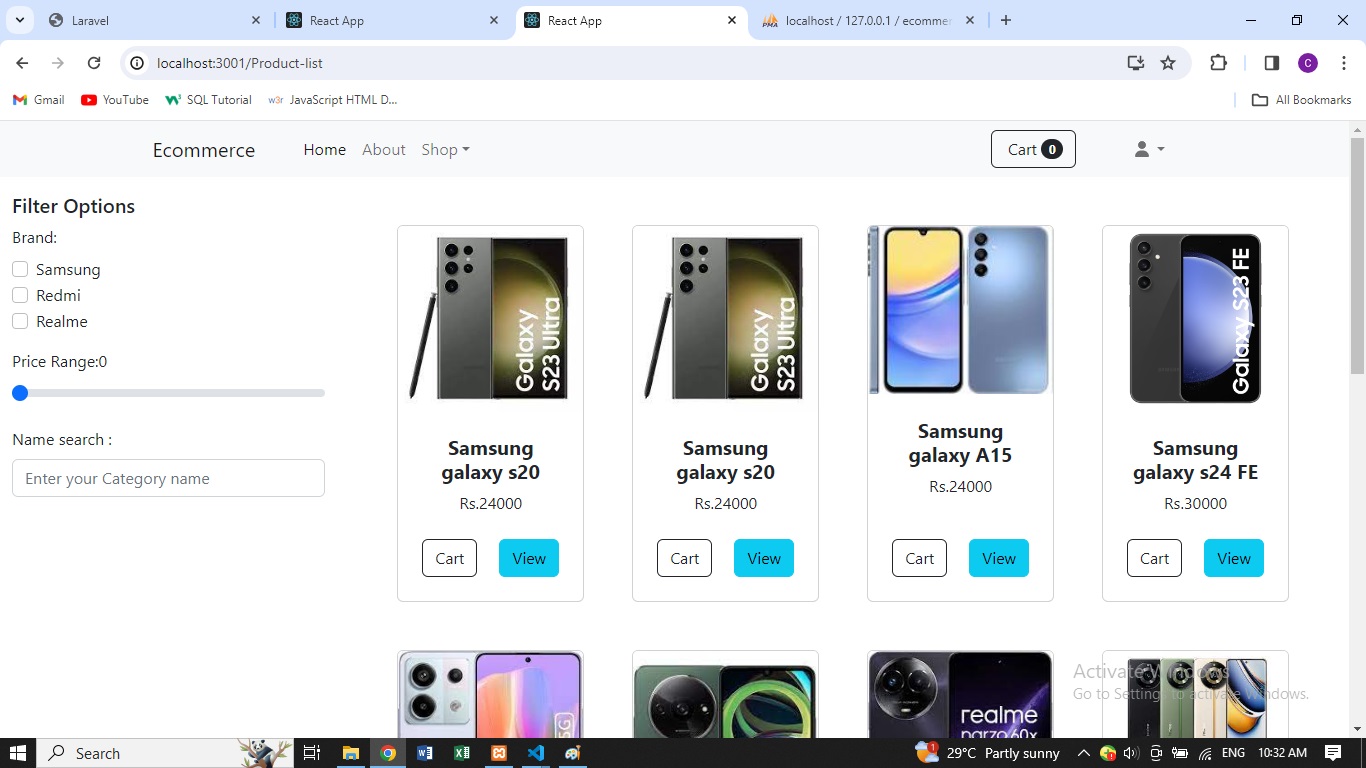 Laravel
React App
React App
localhost / 127.0.0.1 / ecommer
localhost:3001/Product-list
C
Gmail
YouTube
SQL Tutorial
JavaScript HTML D...
All Bookmarks
Ecommerce
Home
About
Shop
Cart 0
Filter Options
Brand:
Samsung
Redmi
Realme
Price Range:0
Name search :
Enter your Category name
Galaxy
S23 Ultra
Samsung
galaxy s20
Rs.24000
Cart
View
Galaxy
S23 Ultra
Samsung
galaxy s20
Rs.24000
Cart
View
Samsung
galaxy A15
Rs.24000
Cart
View
Galaxy S23 FE
Samsung
galaxy s24 FE
Rs.30000
Cart
View
5G
realme
narzo 60x
Activate Windows
Go to Settings to activate Windows.
Search
1
29°C Partly sunny
ENG
10:32 AM